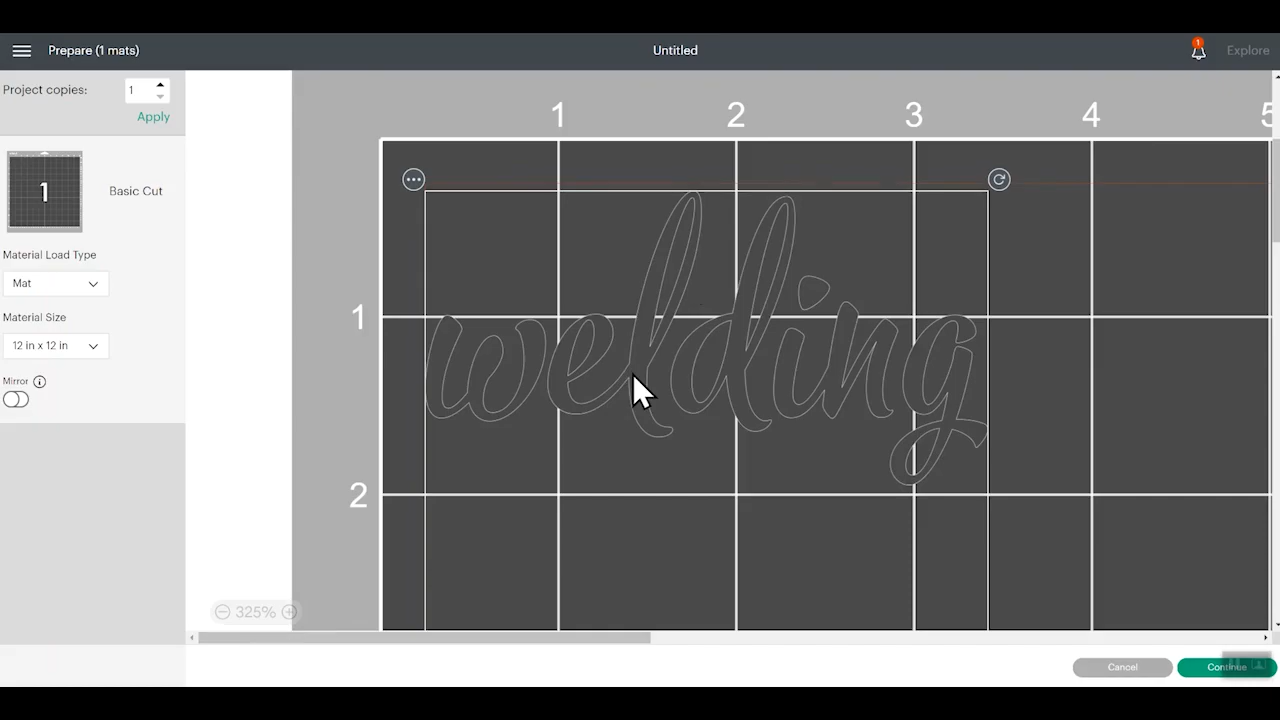 Prepare (1 mats)
Untitled
1
Explore
Project copies:
1
Apply
1
Basic Cut
Material Load Type
Mat
Material Size
12 in x 12 in
Mirror
1 2 3 4 5
welding
1
2
325%
Cancel
Continue